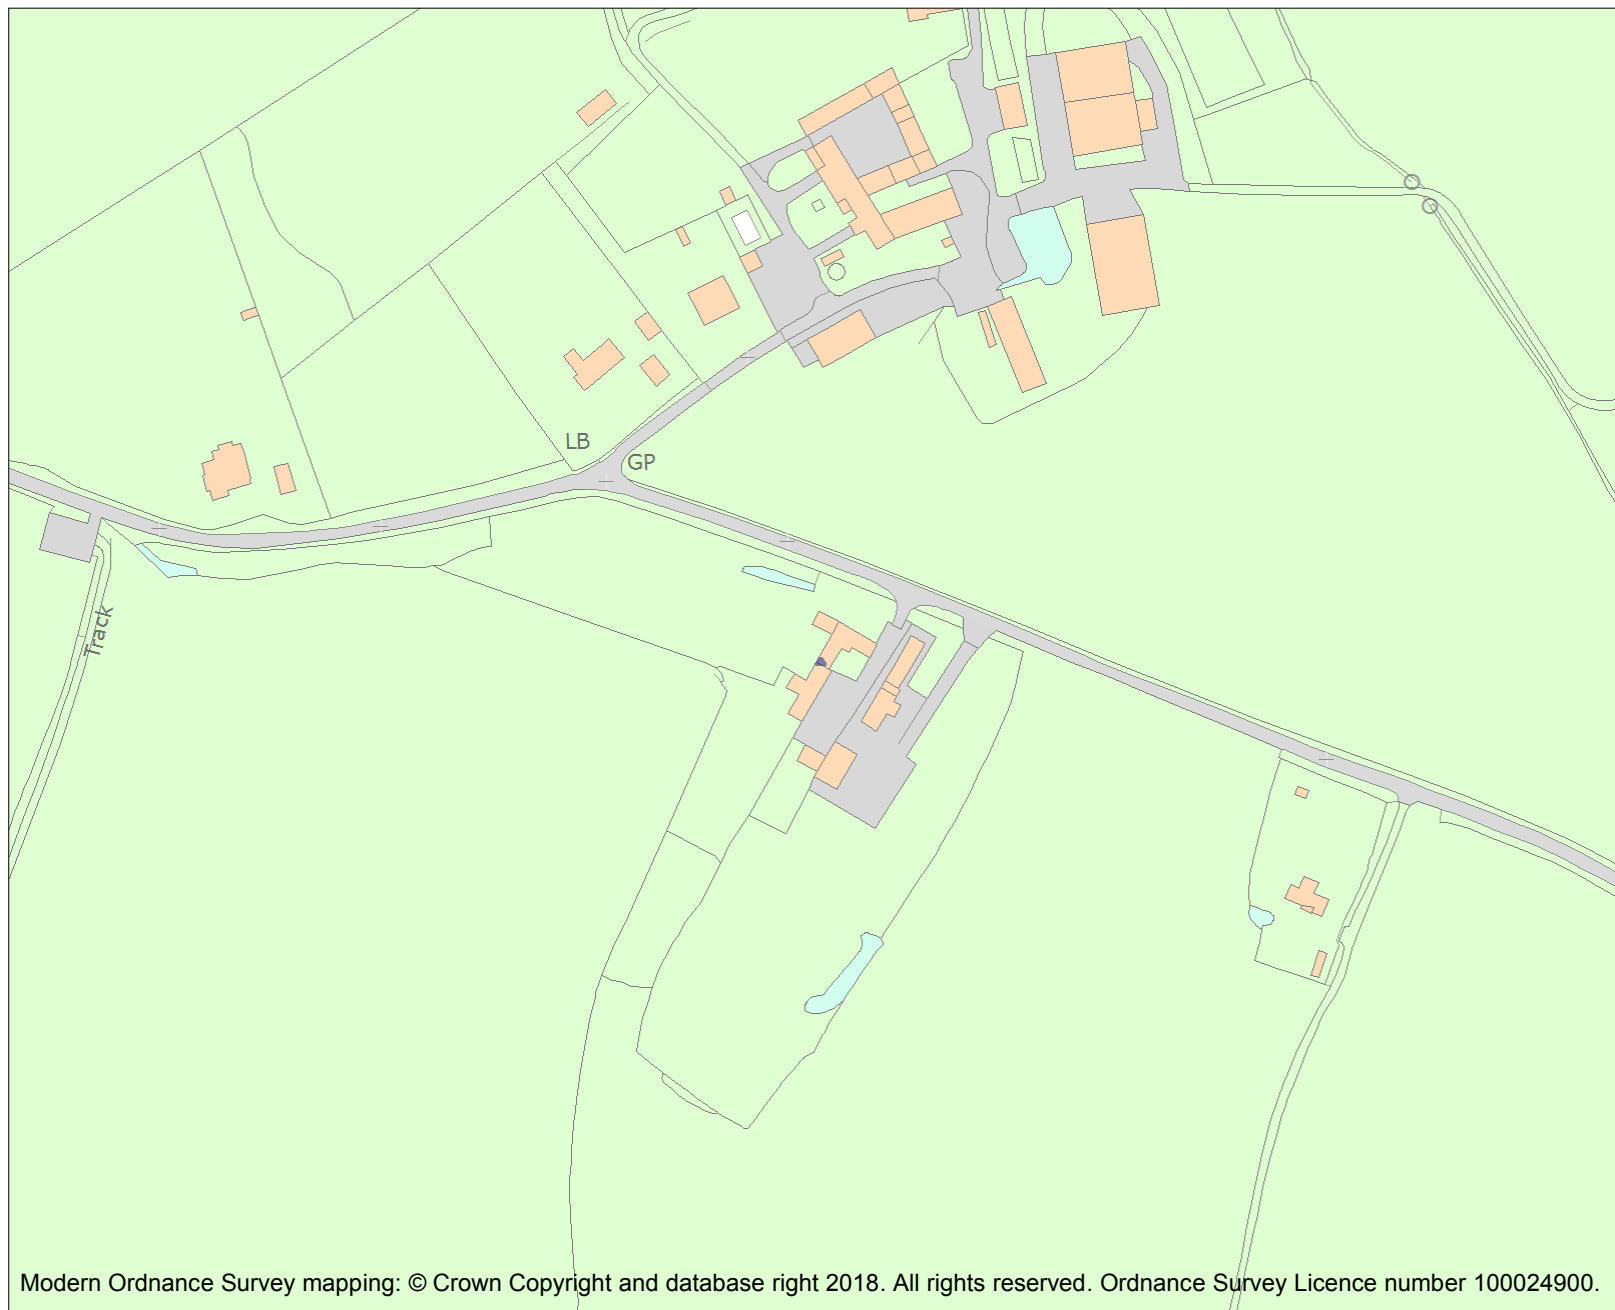 LB
GP
Track
Modern Ordnance Survey mapping: © Crown Copyright and database right 2018. All rights reserved. Ordnance Survey Licence number 100024900.